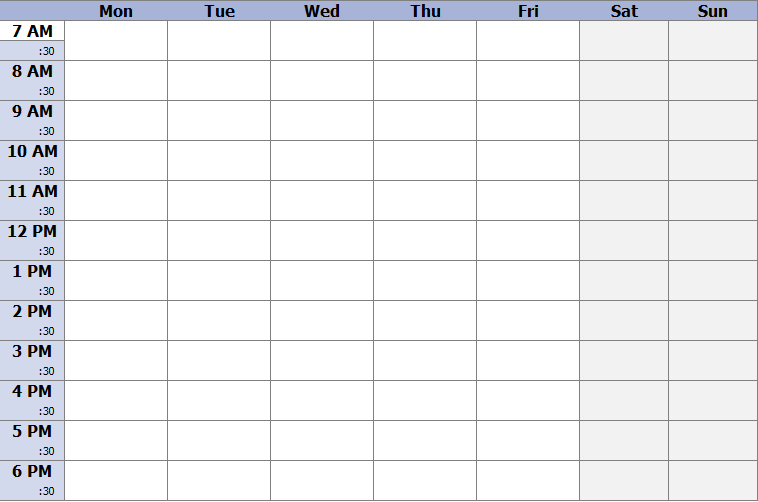 Mon Tue Wed Thu Fri Sat Sun
7 AM
:30
8 AM
:30
9 AM
:30
10 AM
:30
11 AM
:30
12 PM
:30
1 PM
:30
2 PM
:30
3 PM
:30
4 PM
:30
5 PM
:30
6 PM
:30